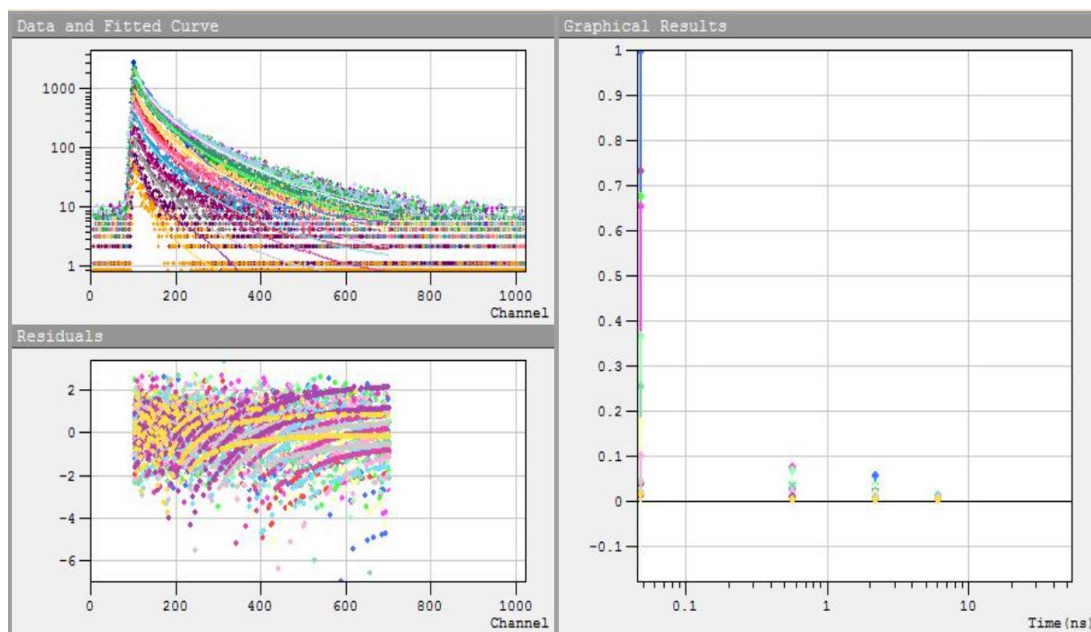 Data and Fitted Curve
1000
100
10
1
0 200 400 600 800 1000
Channel
Residuals
2
0
-2
-4
-6
0 200 400 600 800 1000
Channel
Graphical Results
1
0.9
0.8
0.7
0.6
0.5
0.4
0.3
0.2
0.1
0
-0.1
0.1 1 10
Time(ns)